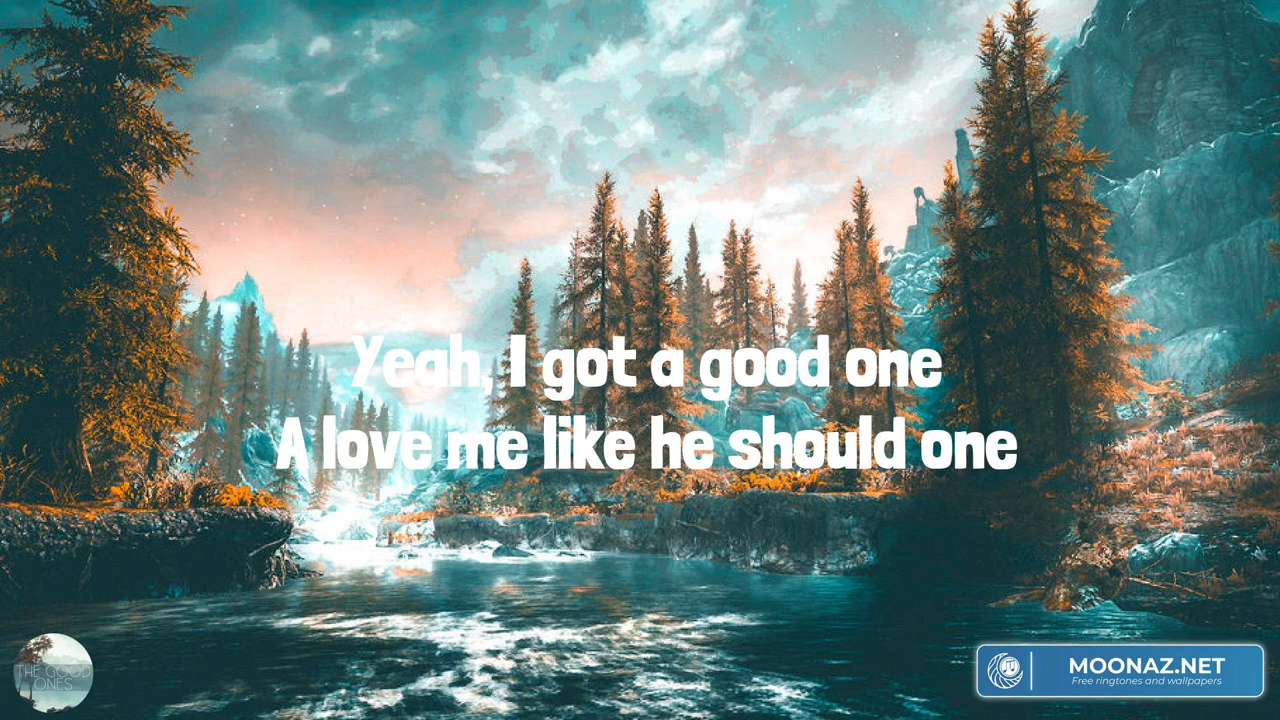 Yeah, I got a good one
A love me like he should one
THE GOOD
ONES
MOONAZ.NET
Free ringtones and wallpapers